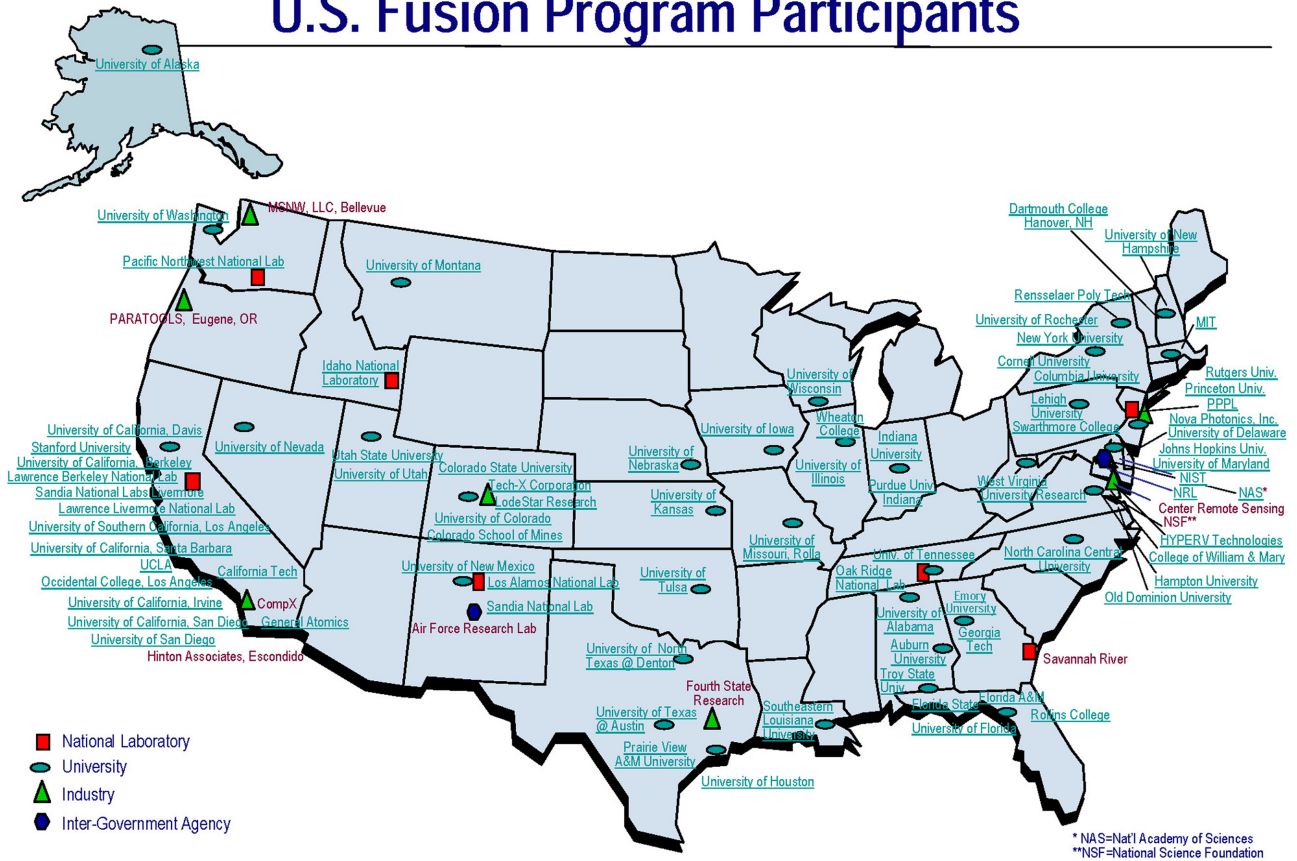 U.S. Fusion Program Participants
University of Alaska
MSNW, LLC, Bellevue
University of Washington
Pacific Northwest National Lab
PARATOOLS, Eugene, OR
University of Montana
Idaho National
Laboratory
University of California, Davis
Stanford University
University of California, Berkeley
Lawrence Berkeley National Lab
Sandia National Labs Livermore
Lawrence Livermore National Lab
University of Southern California, Los Angeles
University of California, Santa Barbara
UCLA
California Tech
Occidental College, Los Angeles
University of California, Irvine
CompX
University of California, San Diego
General Atomics
University of San Diego
Hinton Associates, Escondido
University of Nevada
Utah State University
University of Utah
Colorado State University
Tech-X Corporation
LodeStar Research
University of Colorado
Colorado School of Mines
University of New Mexico
Los Alamos National Lab
Sandia National Lab
Air Force Research Lab
University of
Nebraska
University of
Kansas
University of
Tulsa
University of North
Texas @ Denton
Fourth State
Research
University of Texas
@ Austin
Prairie View
A&M University
University of Houston
University of
Wisconsin
Wheaton
College
University of Iowa
University of
Illinois
Indiana
University
Purdue Univ.
Indiana
University of
Missouri, Rolla
Univ. of Tennessee
Oak Ridge
National Lab
University of
Alabama
Auburn
University
Troy State
Univ.
Emory
University
Georgia
Tech
Savannah River
Southeastern
Louisiana
University
Florida State
Florida A&M
Rollins College
University of Florida
Dartmouth College
Hanover, NH
University of New
Hampshire
Rensselaer Poly Tech
University of Rochester
New York University
MIT
Cornell University
Columbia University
Lehigh
University
Swarthmore College
Rutgers Univ.
Princeton Univ.
PPPL
Nova Photonics, Inc.
University of Delaware
Johns Hopkins Univ.
University of Maryland
NIST
NRL
NAS*
Center Remote Sensing
NSF**
HYPERV Technologies
College of William & Mary
Hampton University
Old Dominion University
West Virginia
University Research
North Carolina Central
University
National Laboratory
University
Industry
Inter-Government Agency
* NAS=Nat'l Academy of Sciences
**NSF=National Science Foundation